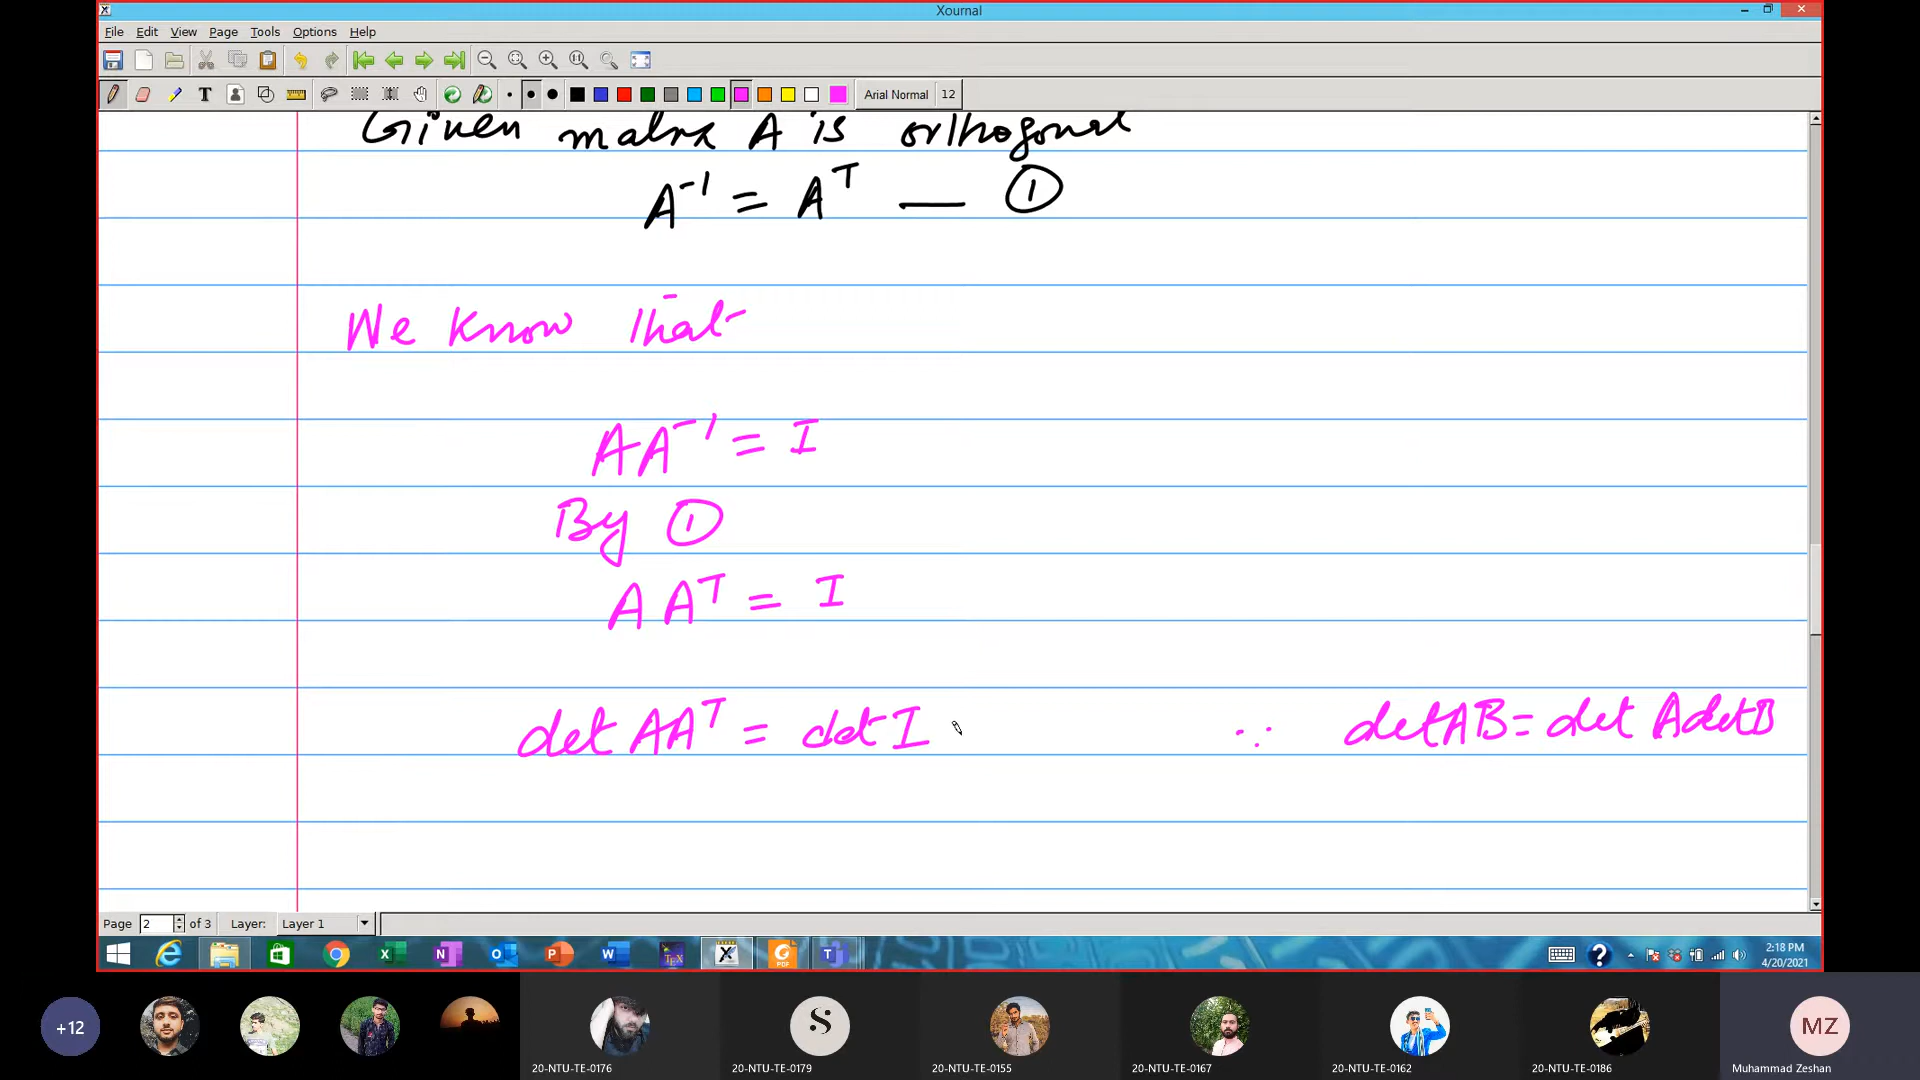 Xournal
File Edit View Page Tools Options Help
Arial Normal 12
Given matrx A is orthogonal
A⁻¹ = Aᵀ — ①
We know that
AA⁻¹ = I
By ①
A Aᵀ = I
det AAᵀ = det I ∵ det AB = det A det B
Page 2 of 3 Layer: Layer 1
2:18 PM
4/20/2021
+12 S MZ
20-NTU-TE-0176 20-NTU-TE-0179 20-NTU-TE-0155 20-NTU-TE-0167 20-NTU-TE-0162 20-NTU-TE-0186 Muhammad Zeshan